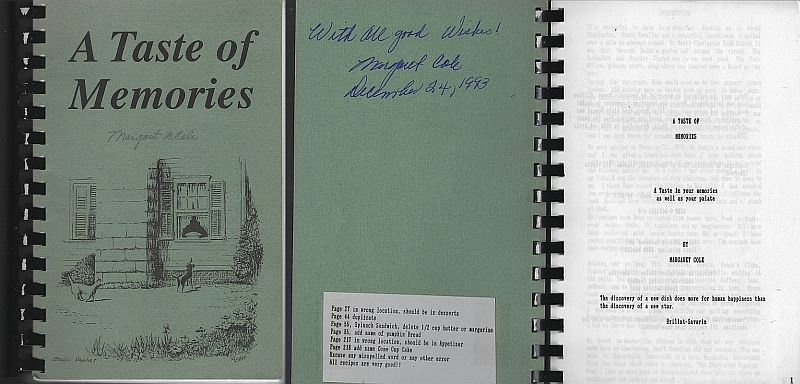 A Taste of
Memories
Margaret M. Cole
With All good Wishes!
Margaret Cole
December 24, 1993
Page 27 in wrong location, should be in desserts
Page 44 duplicate
Page 55, Spinach Sandwich, delete 1/2 cup butter or margarine
Page 85, add name of pumpkin Bread
Page 217 in wrong location, should be in Appetizer
Page 218 add name Cone Cup Cake
Excuse any misspelled word or any other error
All recipes are very good!!
A TASTE OF
MEMORIES
A Taste in your memories
as well as your palate
BY
MARGARET COLE
The discovery of a new dish does more for human happiness than
the discovery of a new star.
Brillat-Savarin
1